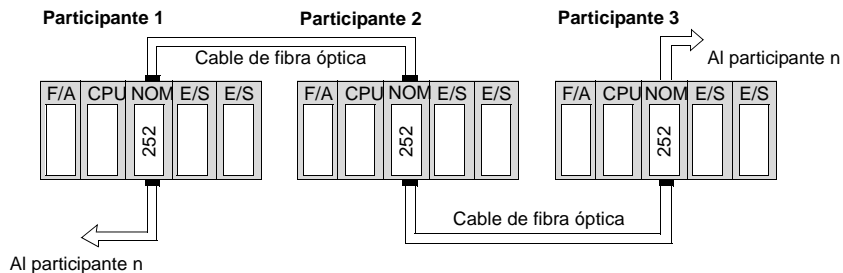 Participante 1
Participante 2
Participante 3
Cable de fibra óptica
Al participante n
F/A CPU NOM E/S E/S
F/A CPU NOM E/S E/S
F/A CPU NOM E/S E/S
252
252
252
Cable de fibra óptica
Al participante n